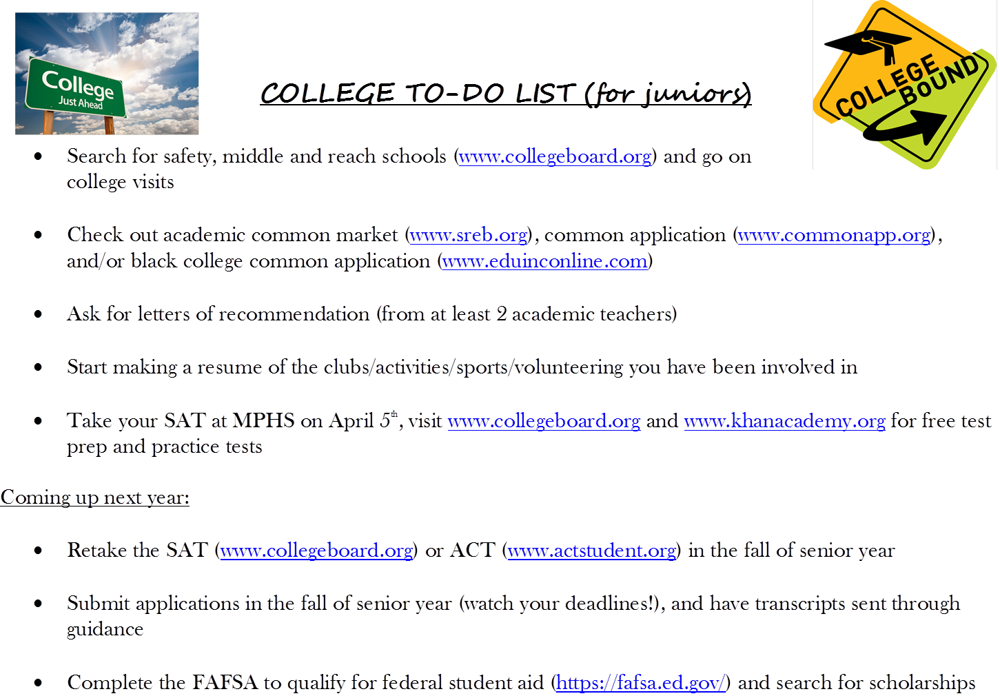 College
Just Ahead
COLLEGE TO-DO LIST (for juniors)
COLLEGE
BOUND
• Search for safety, middle and reach schools (www.collegeboard.org) and go on
college visits
• Check out academic common market (www.sreb.org), common application (www.commonapp.org),
and/or black college common application (www.eduinconline.com)
• Ask for letters of recommendation (from at least 2 academic teachers)
• Start making a resume of the clubs/activities/sports/volunteering you have been involved in
• Take your SAT at MPHS on April 5th, visit www.collegeboard.org and www.khanacademy.org for free test
prep and practice tests
Coming up next year:
• Retake the SAT (www.collegeboard.org) or ACT (www.actstudent.org) in the fall of senior year
• Submit applications in the fall of senior year (watch your deadlines!), and have transcripts sent through
guidance
• Complete the FAFSA to qualify for federal student aid (https://fafsa.ed.gov/) and search for scholarships